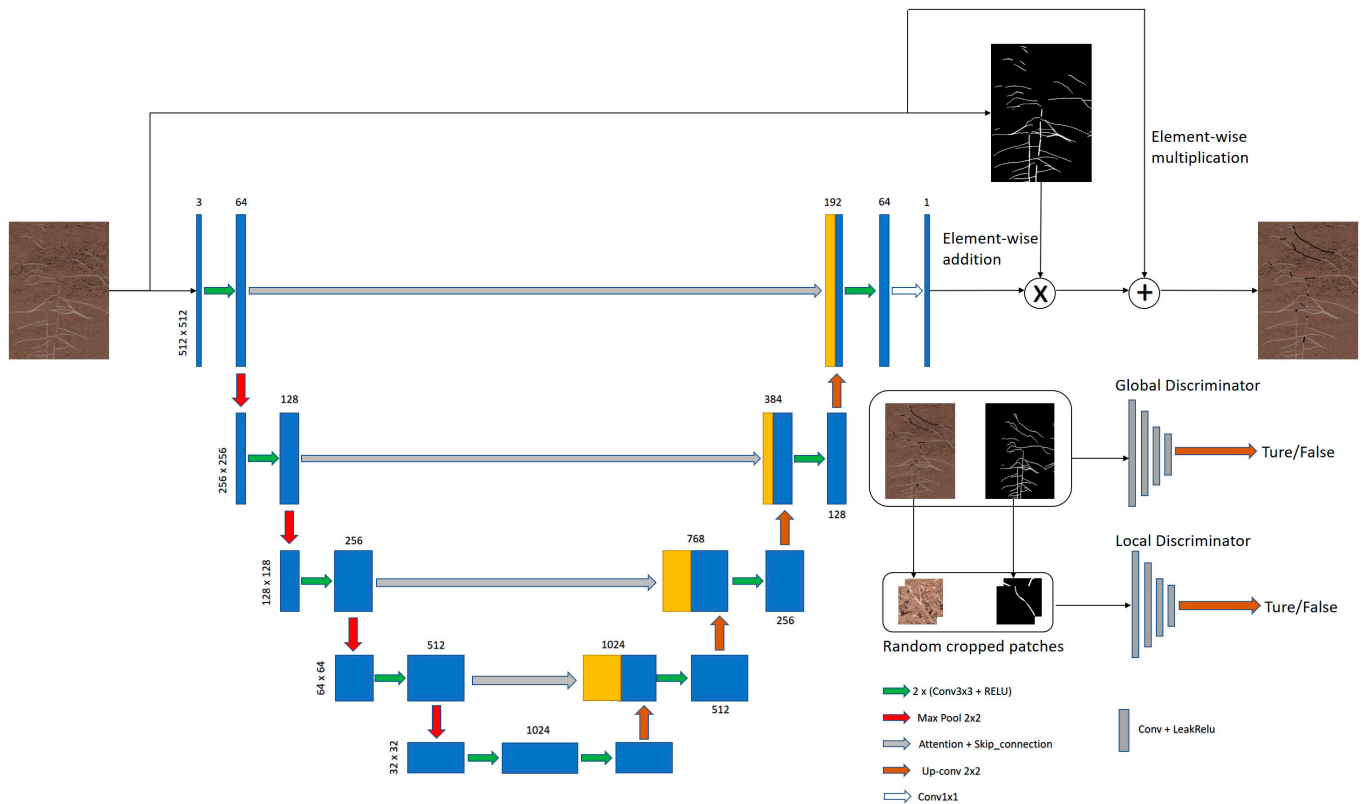 Element-wise
multiplication
3
64
192
64
1
Element-wise
addition
X
+
512 x 512
128
384
Global Discriminator
256 x 256
128
Ture/False
256
768
Local Discriminator
128 x 128
256
Ture/False
Random cropped patches
512
1024
64 x 64
512
2 x (Conv3x3 + RELU)
Max Pool 2x2
Conv + LeakRelu
1024
32 x 32
Attention + Skip_connection
Up-conv 2x2
Conv1x1